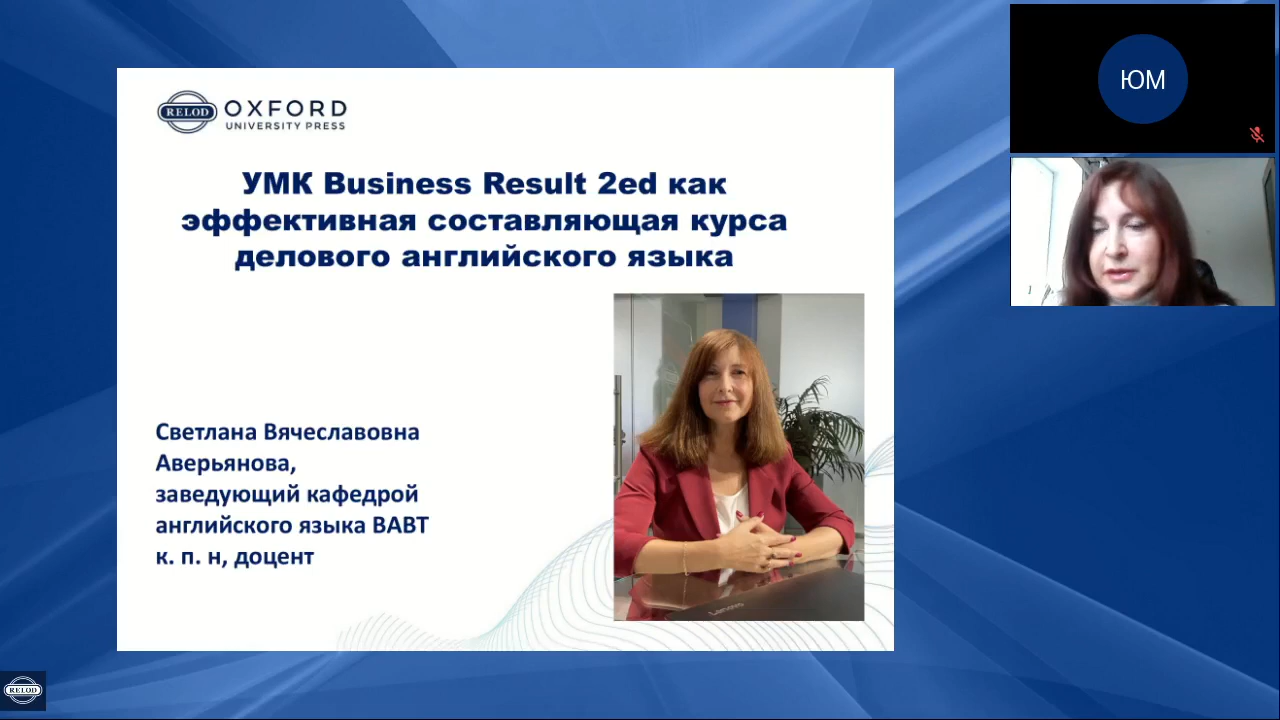 RELOD
OXFORD
UNIVERSITY PRESS
УМК Business Result 2ed как
эффективная составляющая курса
делового английского языка
Светлана Вячеславовна
Аверьянова,
заведующий кафедрой
английского языка ВАВТ
к. п. н, доцент
Lenovo
ЮМ
RELOD